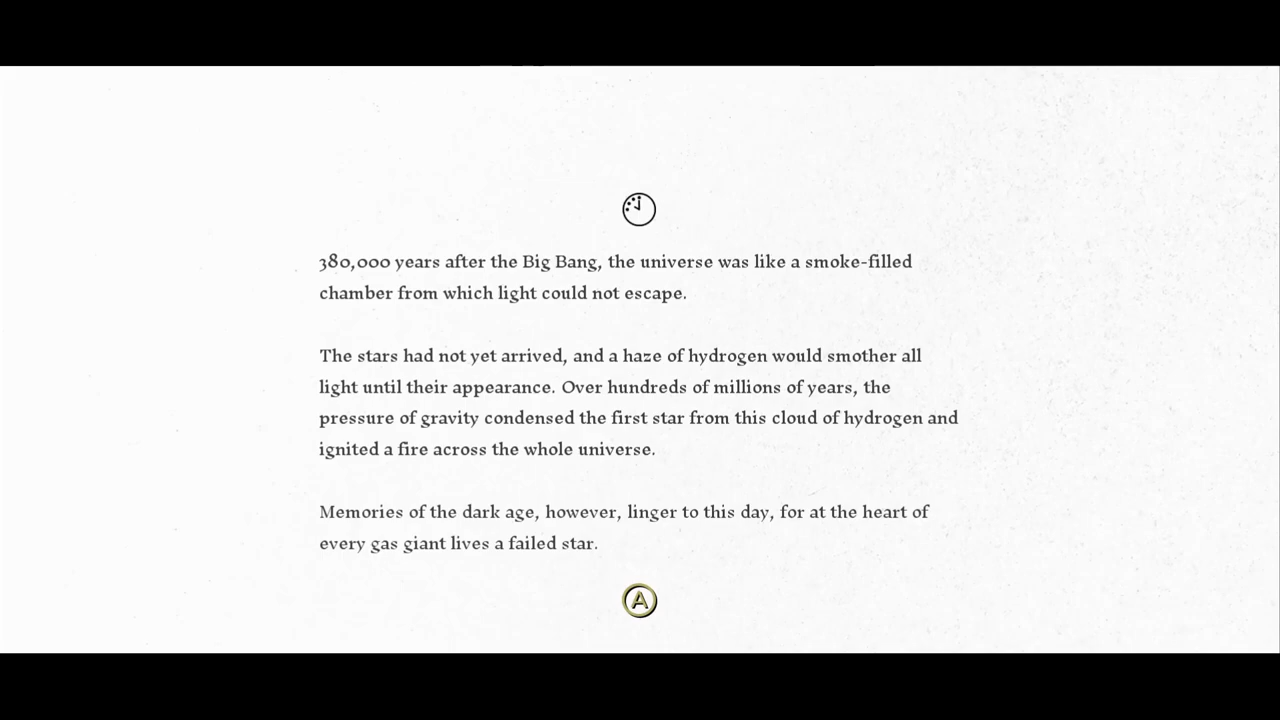 380,000 years after the Big Bang, the universe was like a smoke-filled
chamber from which light could not escape.
The stars had not yet arrived, and a haze of hydrogen would smother all
light until their appearance. Over hundreds of millions of years, the
pressure of gravity condensed the first star from this cloud of hydrogen and
ignited a fire across the whole universe.
Memories of the dark age, however, linger to this day, for at the heart of
every gas giant lives a failed star.
A